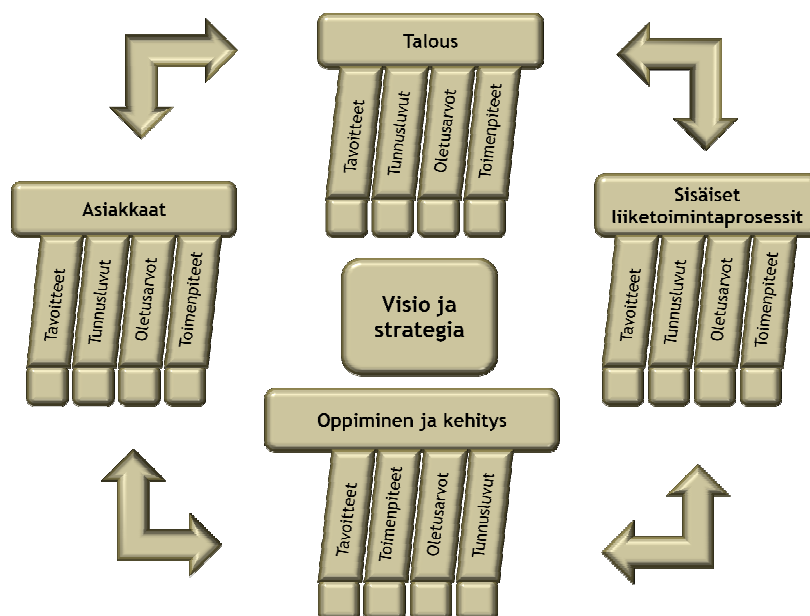 Talous
Tavoitteet
Tunnusluvut
Oletusarvot
Toimenpiteet
Asiakkaat
Tavoitteet
Tunnusluvut
Oletusarvot
Toimenpiteet
Sisäiset
liiketoimintaprosessit
Tavoitteet
Tunnusluvut
Oletusarvot
Toimenpiteet
Visio ja
strategia
Oppiminen ja kehitys
Tavoitteet
Toimenpiteet
Oletusarvot
Tunnusluvut